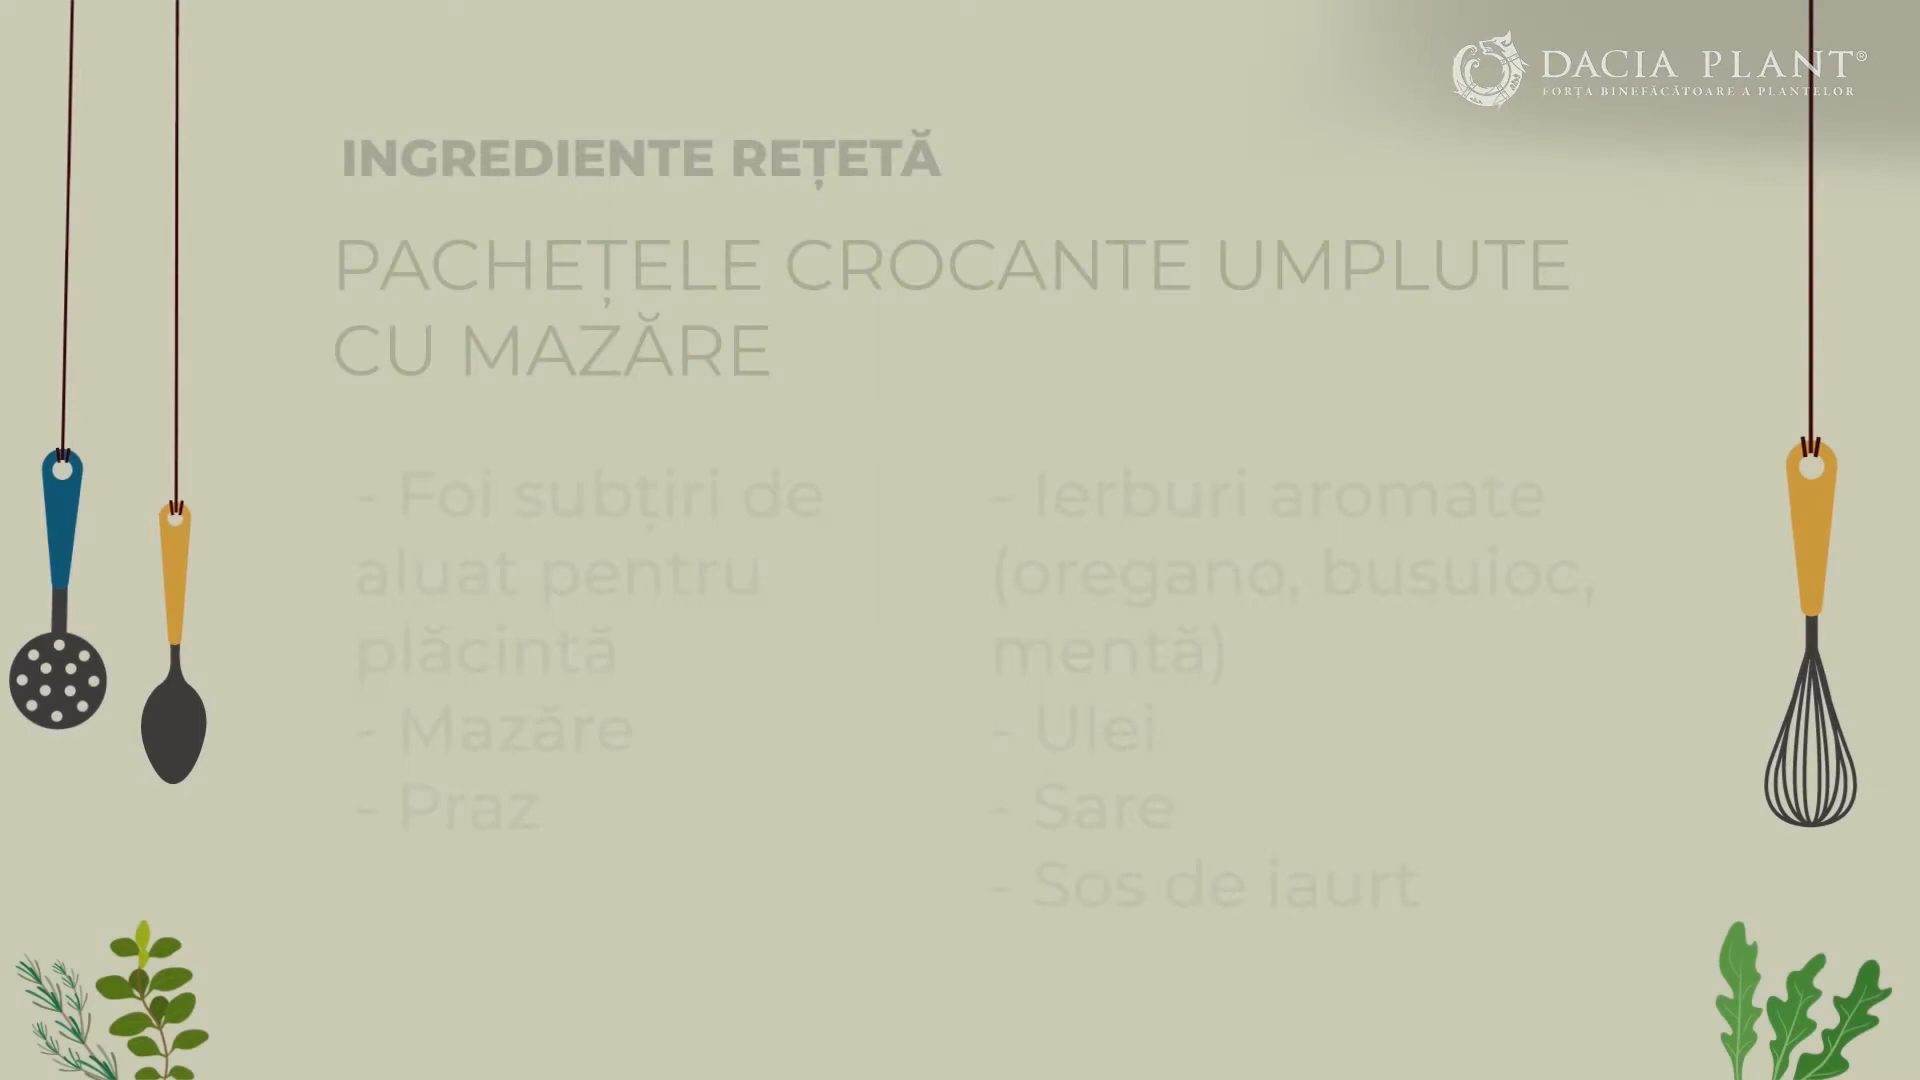 DACIA PLANT®
FORȚA BINEFĂCĂTOARE A PLANTELOR
INGREDIENTE REȚETĂ
PACHEȚELE CROCANTE UMPLUTE
CU MAZĂRE
- Foi subțiri de
aluat pentru
plăcintă
- Mazăre
- Praz
- Ierburi aromate
(oregano, busuioc,
mentă)
- Ulei
- Sare
- Sos de iaurt